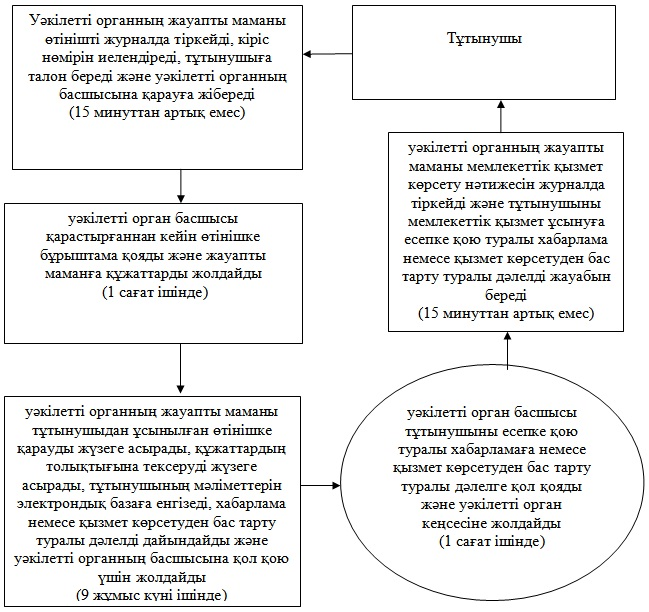 Уәкілетті органның жауапты маманы
өтінішті журналда тіркейді, кіріс
нөмірін иелендіреді, тұтынушыға
талон береді және уәкілетті органның
басшысына қарауға жібереді
(15 минуттан артық емес)
Тұтынушы
уәкілетті орган басшысы
қарастырғаннан кейін өтінішке
бұрыштама қояды және жауапты
маманға құжаттарды жолдайды
(1 сағат ішінде)
уәкілетті органның жауапты маманы
тұтынушыдан ұсынылған өтінішке
қарауды жүзеге асырады, құжаттардың
толықтығына тексеруді жүзеге
асырады, тұтынушының мәліметтерін
электрондық базаға енгізеді, хабарлама
немесе қызмет көрсетуден бас тарту
туралы дәлелді дайындайды және
уәкілетті органның басшысына қол қою
үшін жолдайды
(9 жұмыс күні ішінде)
уәкілетті орган басшысы
тұтынушыны есепке қою
туралы хабарламаға немесе
қызмет көрсетуден бас тарту
туралы дәлелге қол қояды
және уәкілетті орган
кеңсесіне жолдайды
(1 сағат ішінде)
уәкілетті органның жауапты
маманы мемлекеттік қызмет
көрсету нәтижесін журналда
тіркейді және тұтынушыны
мемлекеттік қызмет ұсынуға
есепке қою туралы хабарлама
немесе қызмет көрсетуден бас
тарту туралы дәлелді жауабын
береді
(15 минуттан артық емес)